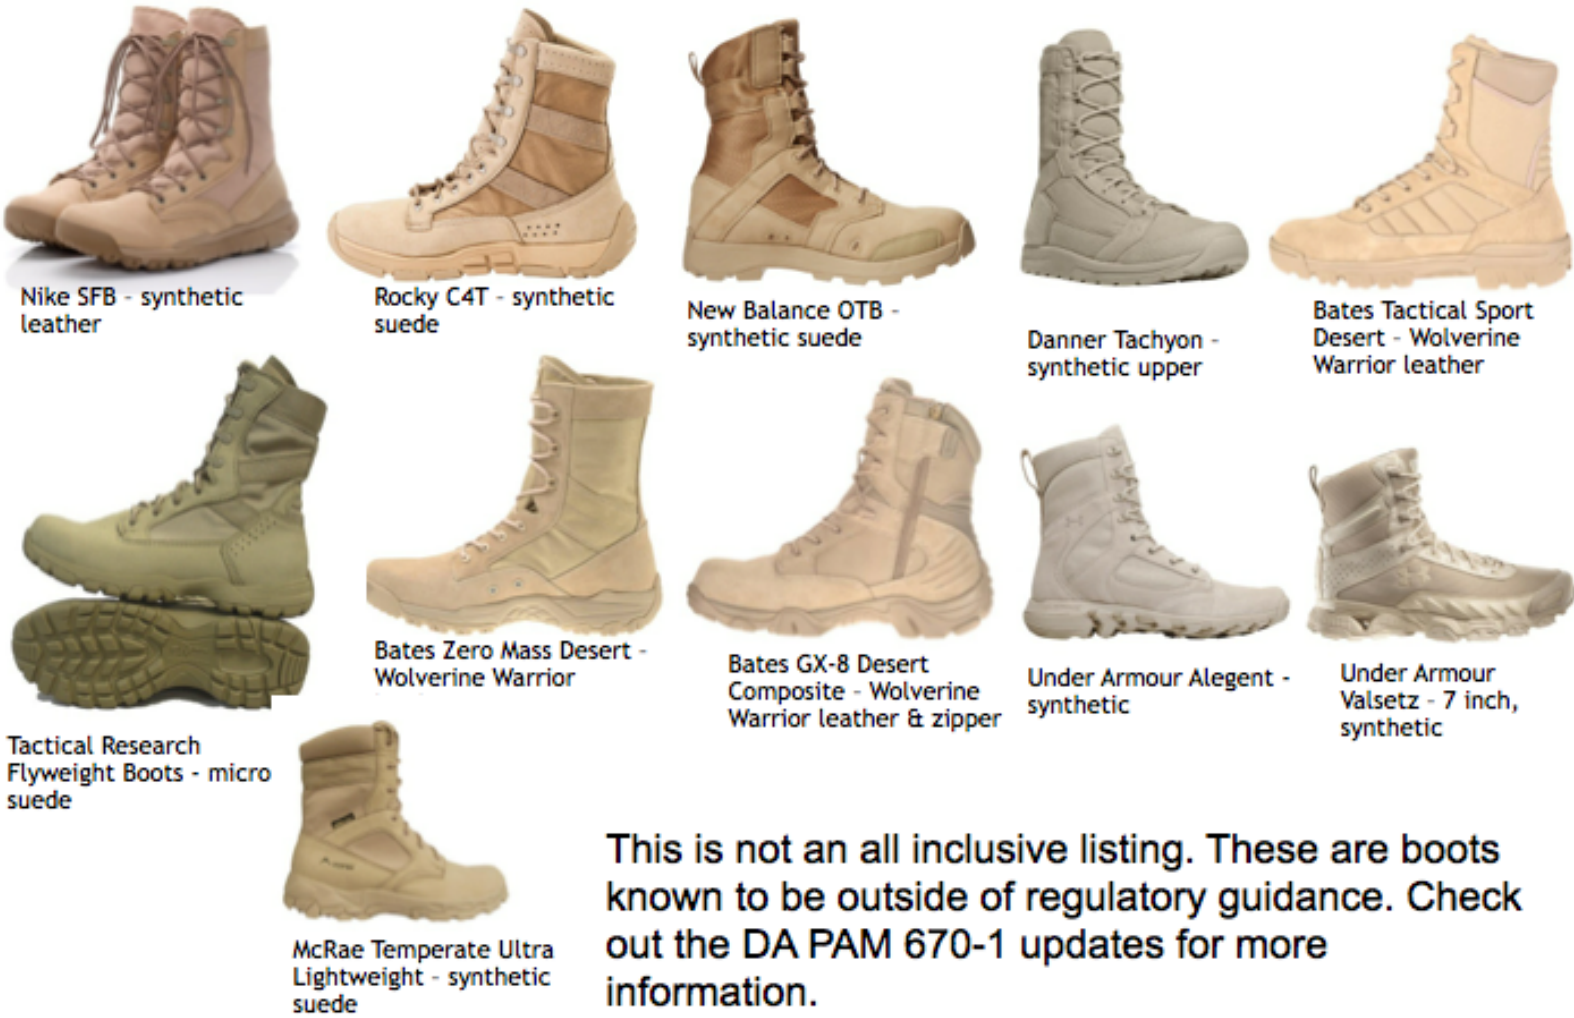 Nike SFB - synthetic
leather
Rocky C4T - synthetic
suede
New Balance OTB -
synthetic suede
Danner Tachyon -
synthetic upper
Bates Tactical Sport
Desert - Wolverine
Warrior leather
Tactical Research
Flyweight Boots - micro
suede
Bates Zero Mass Desert -
Wolverine Warrior
Bates GX-8 Desert
Composite - Wolverine
Warrior leather & zipper
Under Armour Alegent -
synthetic
Under Armour
Valsetz - 7 inch,
synthetic
McRae Temperate Ultra
Lightweight - synthetic
suede
This is not an all inclusive listing. These are boots
known to be outside of regulatory guidance. Check
out the DA PAM 670-1 updates for more
information.